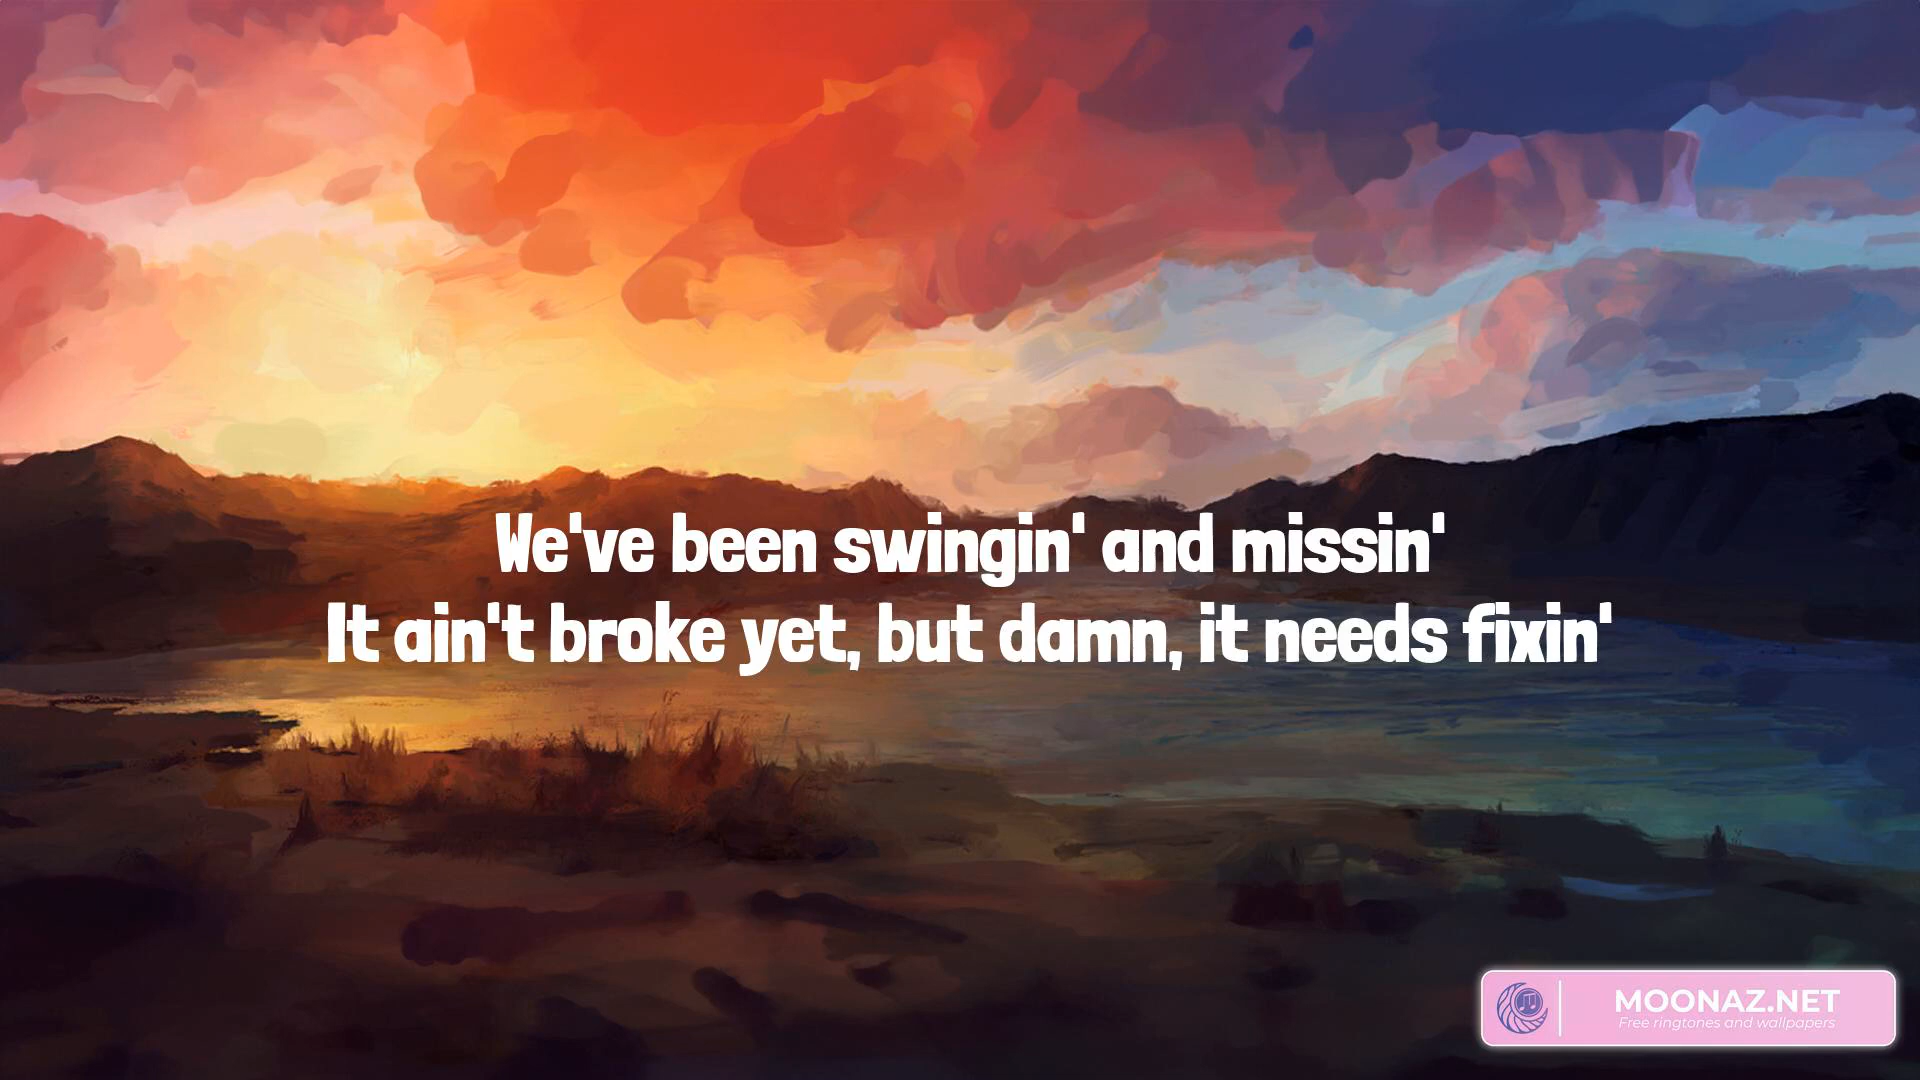 We've been swingin' and missin'
It ain't broke yet, but damn, it needs fixin'
MOONAZ.NET
Free ringtones and wallpapers